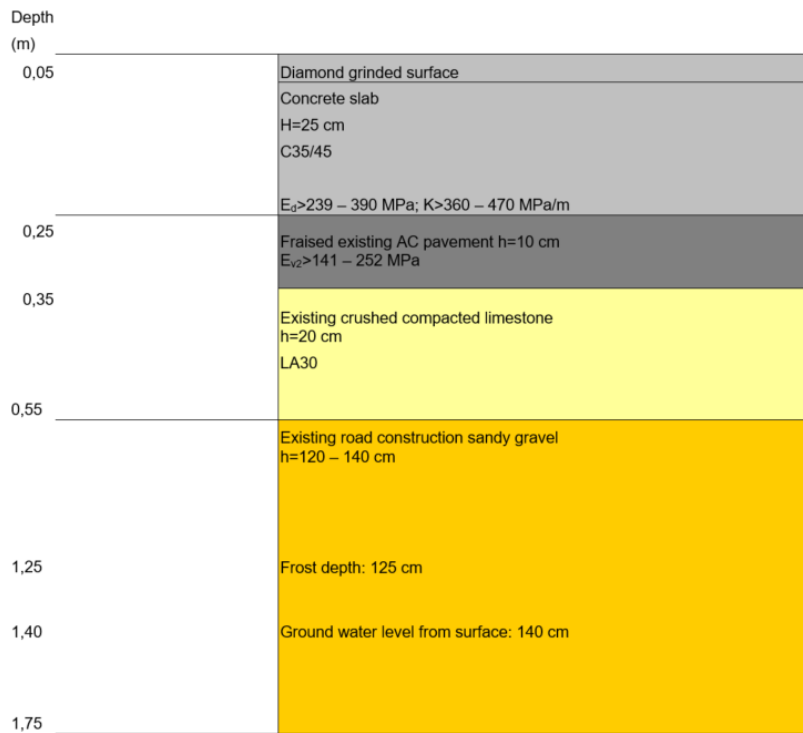 Depth
(m)
0,05
Diamond grinded surface
Concrete slab
H=25 cm
C35/45
E_d>239 – 390 MPa; K>360 – 470 MPa/m
0,25
Fraised existing AC pavement h=10 cm
E_v2>141 – 252 MPa
0,35
Existing crushed compacted limestone
h=20 cm
LA30
0,55
Existing road construction sandy gravel
h=120 – 140 cm
1,25
Frost depth: 125 cm
1,40
Ground water level from surface: 140 cm
1,75